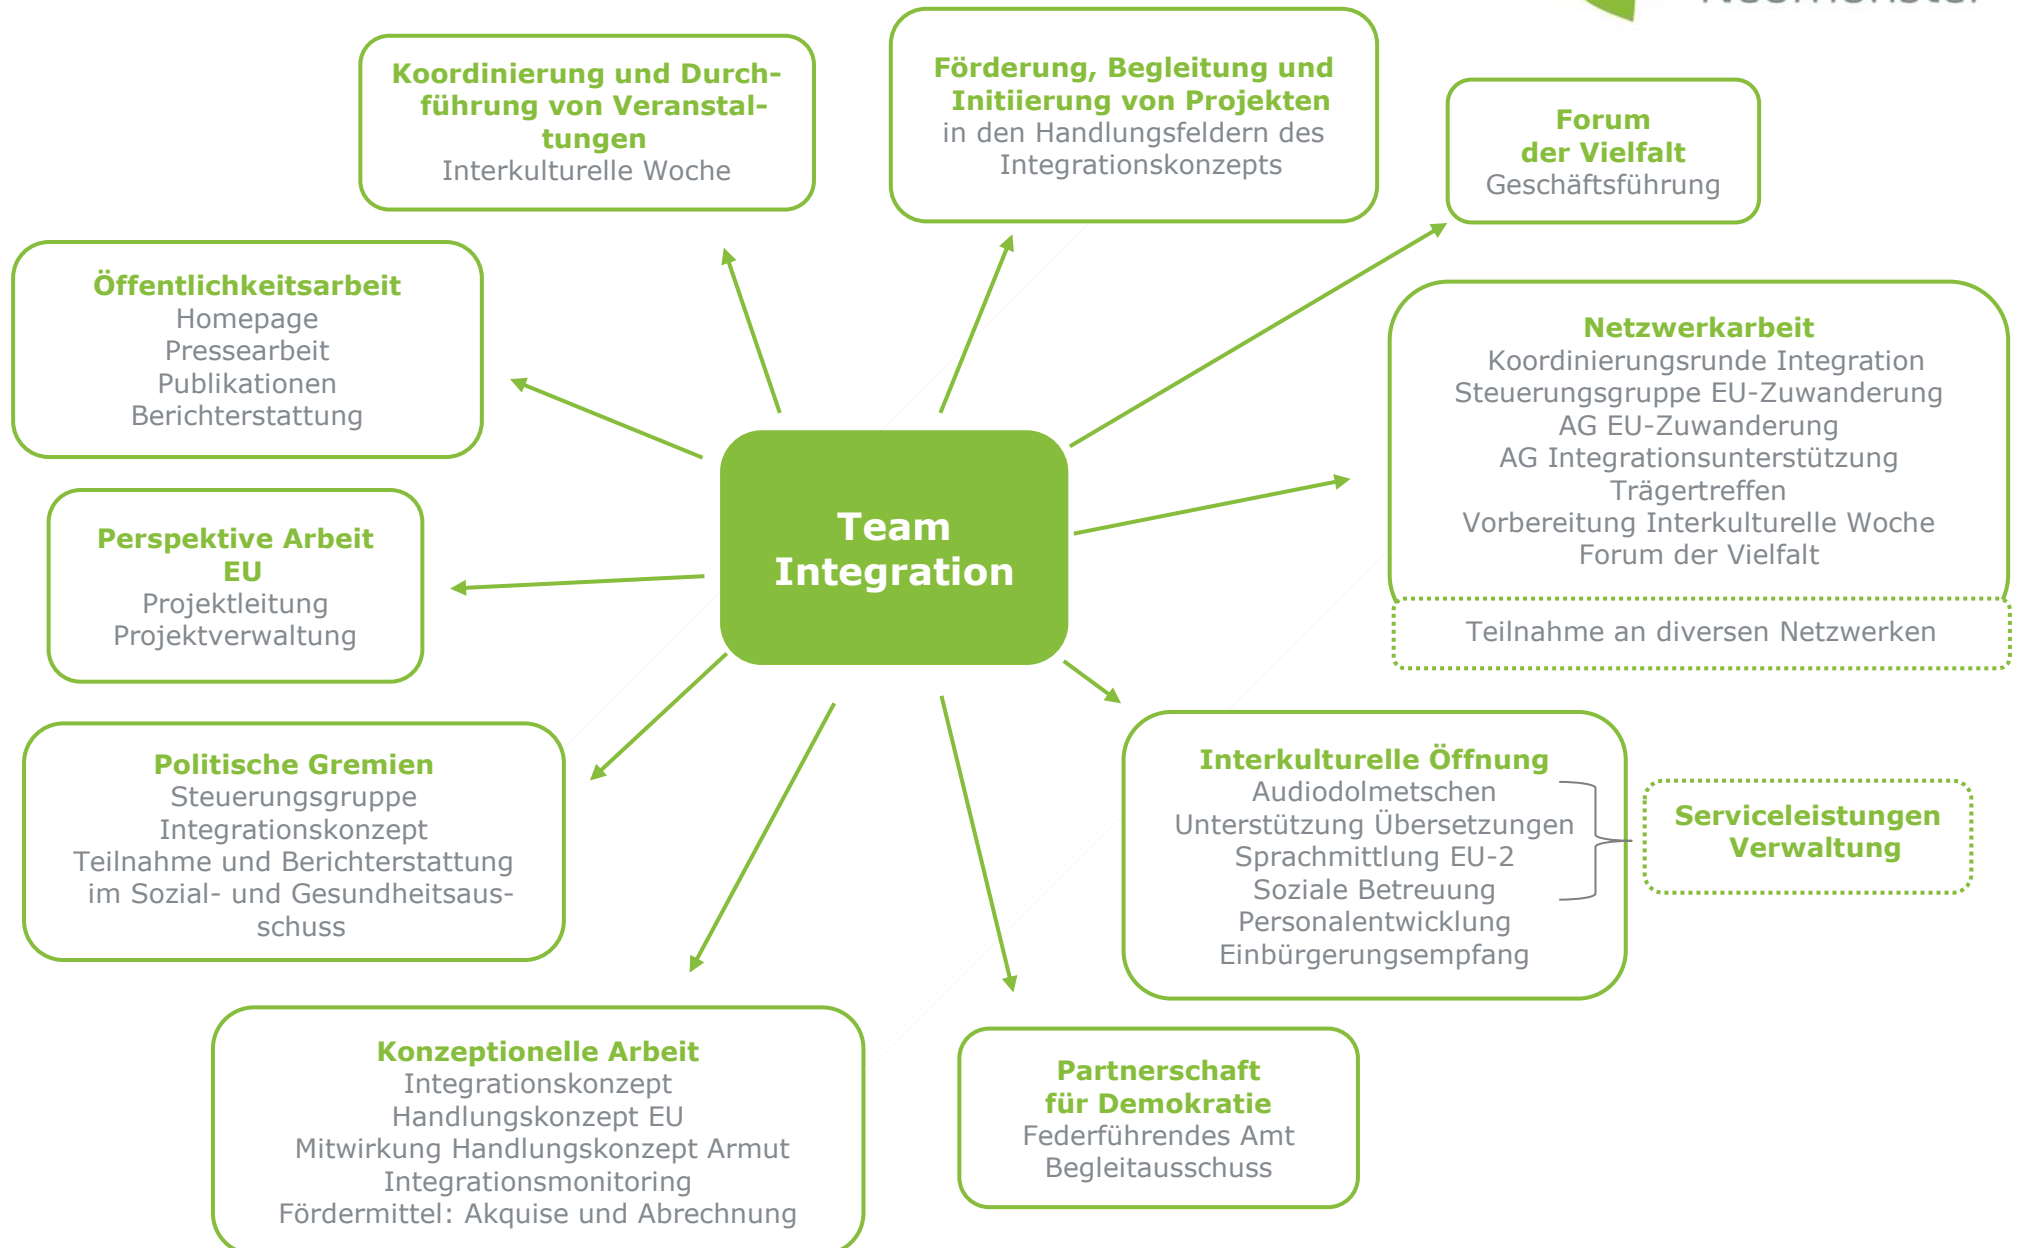 Koordinierung und Durch-
führung von Veranstal-
tungen
Interkulturelle Woche
Förderung, Begleitung und
Initiierung von Projekten
in den Handlungsfeldern des
Integrationskonzepts
Forum
der Vielfalt
Geschäftsführung
Öffentlichkeitsarbeit
Homepage
Pressearbeit
Publikationen
Berichterstattung
Netzwerkarbeit
Koordinierungsrunde Integration
Steuerungsgruppe EU-Zuwanderung
AG EU-Zuwanderung
AG Integrationsunterstützung
Trägertreffen
Vorbereitung Interkulturelle Woche
Forum der Vielfalt
Teilnahme an diversen Netzwerken
Team
Integration
Perspektive Arbeit
EU
Projektleitung
Projektverwaltung
Politische Gremien
Steuerungsgruppe
Integrationskonzept
Teilnahme und Berichterstattung
im Sozial- und Gesundheitsaus-
schuss
Interkulturelle Öffnung
Audiodolmetschen
Unterstützung Übersetzungen
Sprachmittlung EU-2
Soziale Betreuung
Personalentwicklung
Einbürgerungsempfang
Serviceleistungen
Verwaltung
Konzeptionelle Arbeit
Integrationskonzept
Handlungskonzept EU
Mitwirkung Handlungskonzept Armut
Integrationsmonitoring
Fördermittel: Akquise und Abrechnung
Partnerschaft
für Demokratie
Federführendes Amt
Begleitausschuss